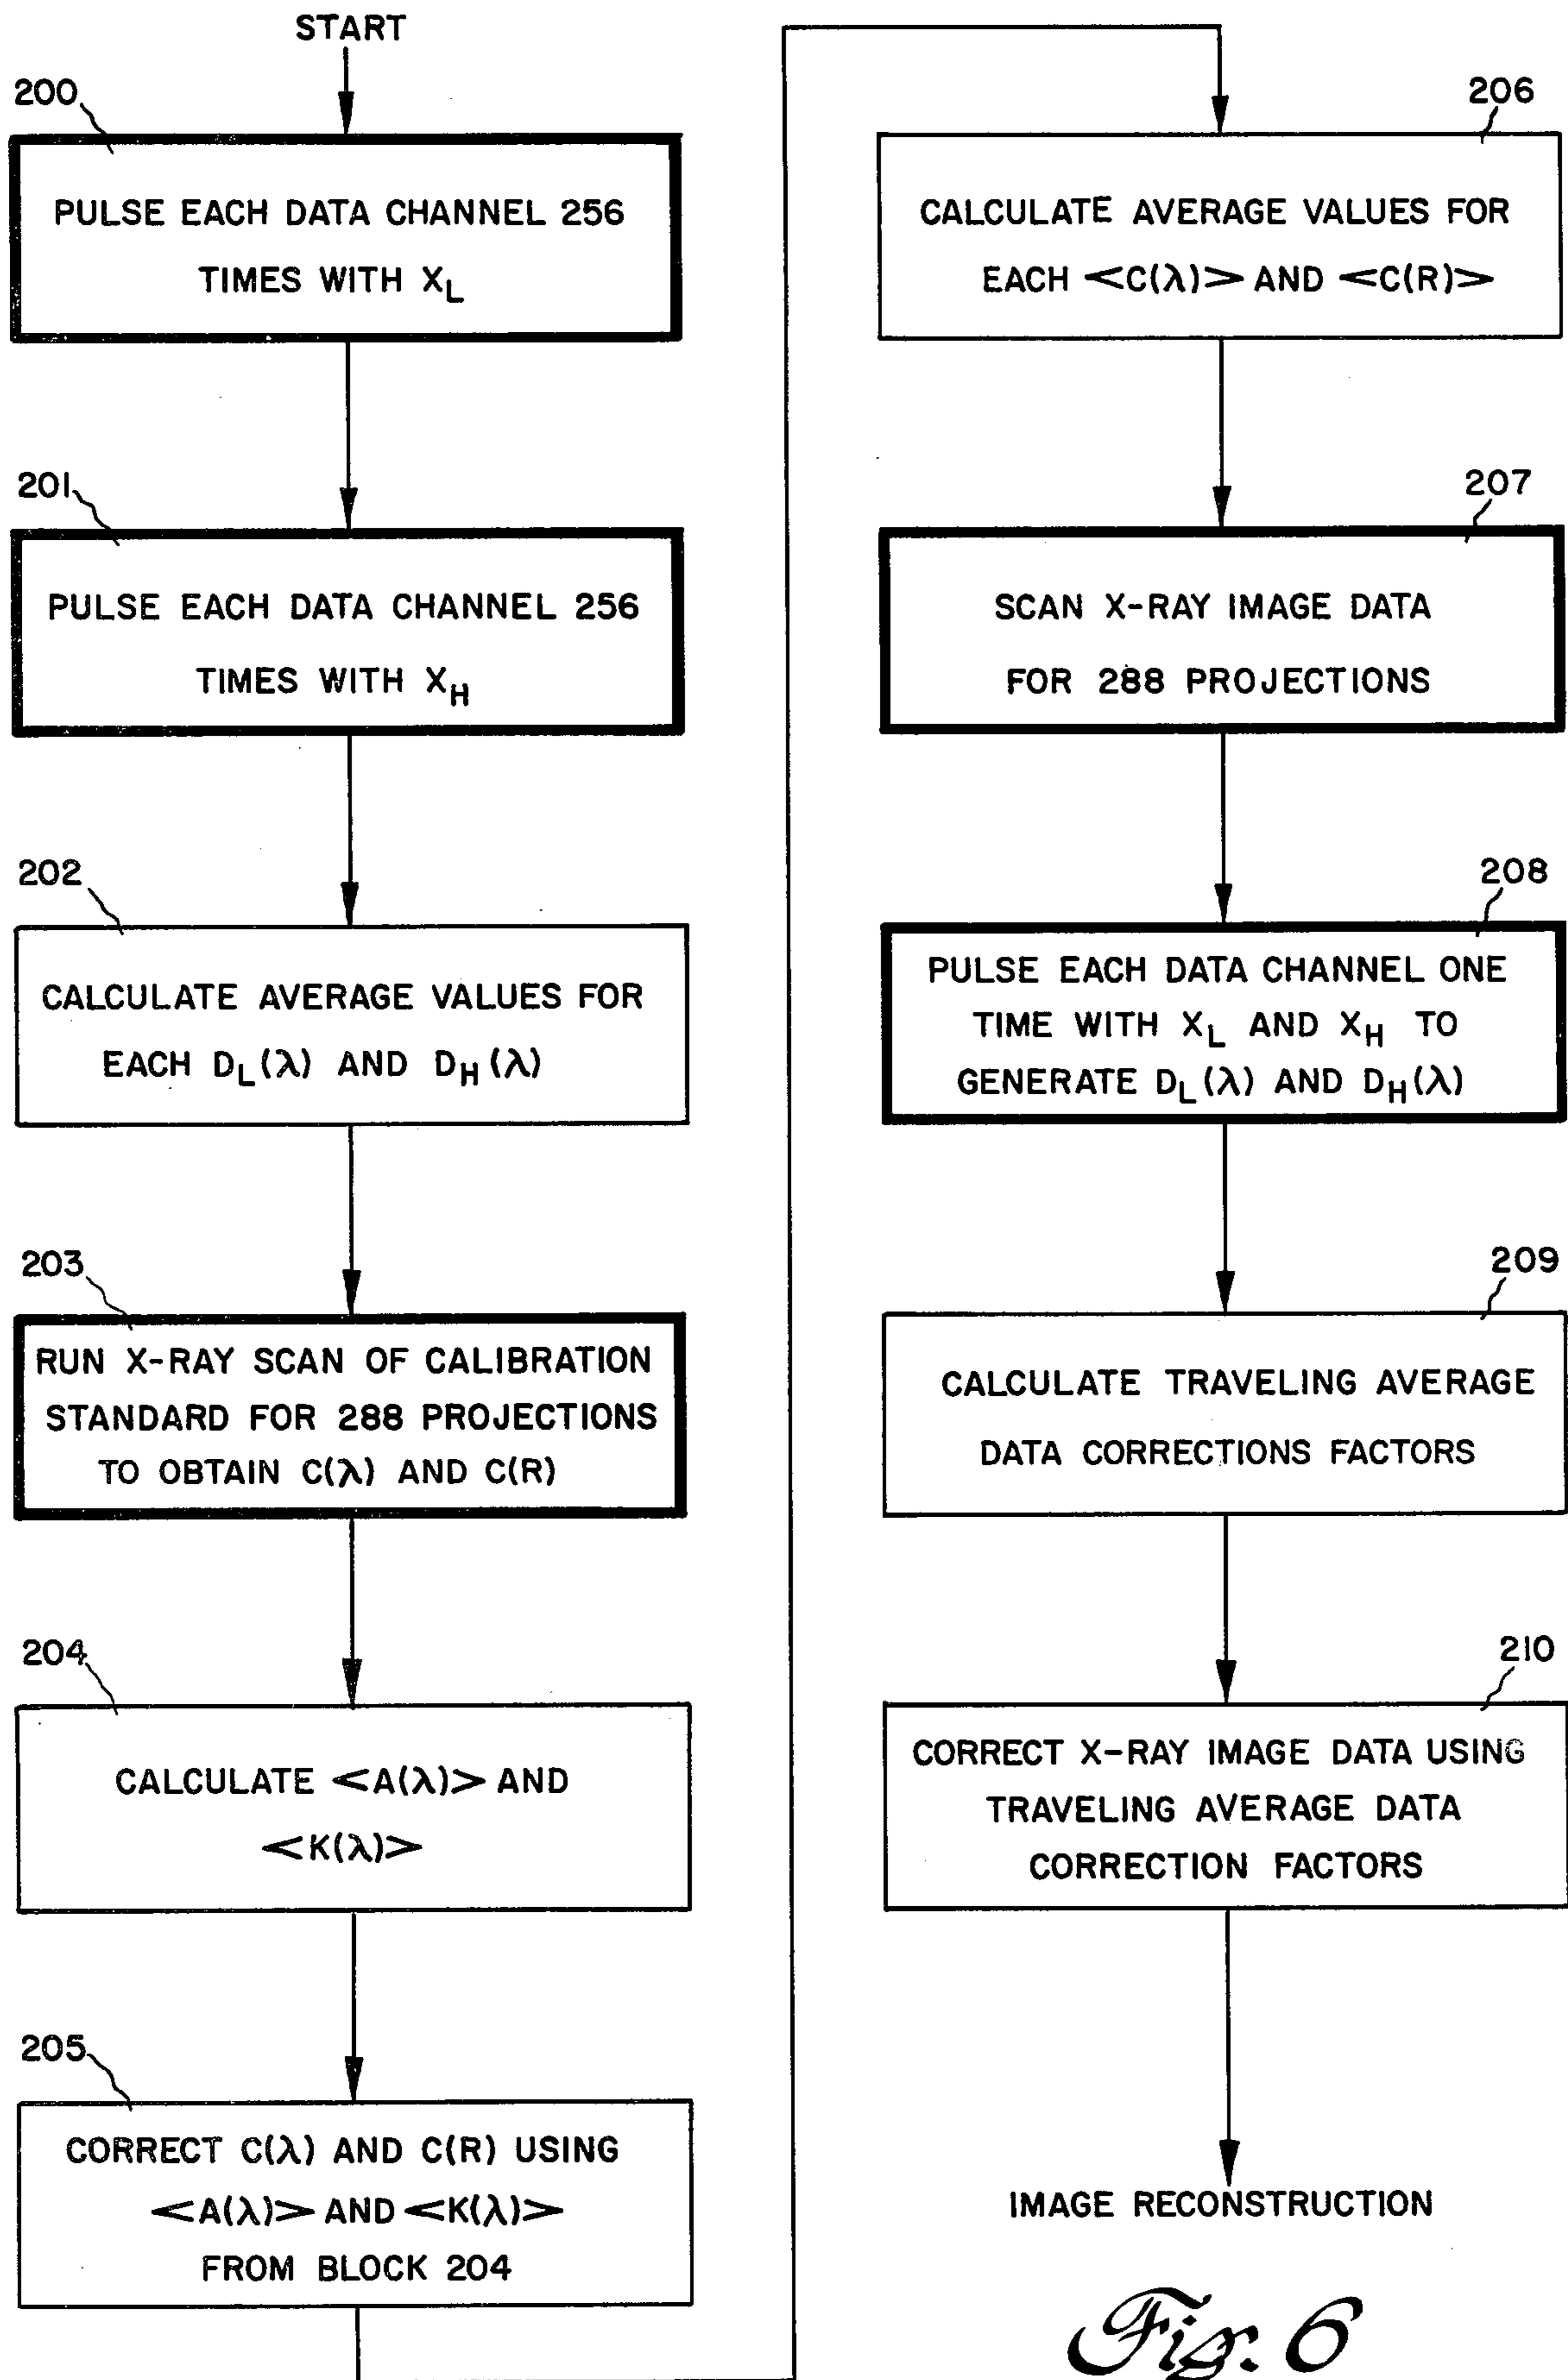 START
200
PULSE EACH DATA CHANNEL 256
TIMES WITH X_L
201
PULSE EACH DATA CHANNEL 256
TIMES WITH X_H
202
CALCULATE AVERAGE VALUES FOR
EACH D_L(λ) AND D_H(λ)
203
RUN X-RAY SCAN OF CALIBRATION
STANDARD FOR 288 PROJECTIONS
TO OBTAIN C(λ) AND C(R)
204
CALCULATE <A(λ)> AND
<K(λ)>
205
CORRECT C(λ) AND C(R) USING
<A(λ)> AND <K(λ)>
FROM BLOCK 204
206
CALCULATE AVERAGE VALUES FOR
EACH <C(λ)> AND <C(R)>
207
SCAN X-RAY IMAGE DATA
FOR 288 PROJECTIONS
208
PULSE EACH DATA CHANNEL ONE
TIME WITH X_L AND X_H TO
GENERATE D_L(λ) AND D_H(λ)
209
CALCULATE TRAVELING AVERAGE
DATA CORRECTIONS FACTORS
210
CORRECT X-RAY IMAGE DATA USING
TRAVELING AVERAGE DATA
CORRECTION FACTORS
IMAGE RECONSTRUCTION
Fig. 6